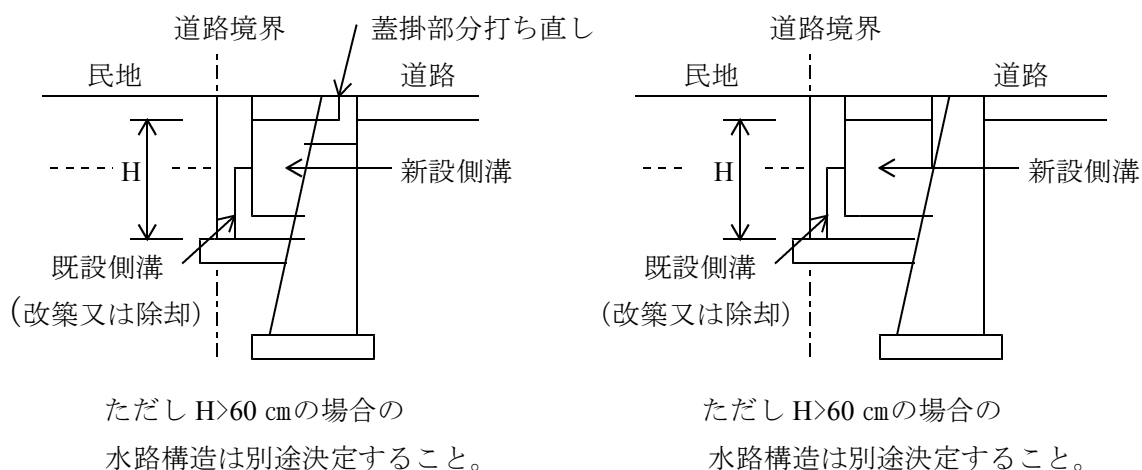 道路境界
蓋掛部分打ち直し
民地
道路
H
新設側溝
既設側溝
(改築又は除却)
ただし H>60 ㎝の場合の
水路構造は別途決定すること。
道路境界
民地
道路
H
新設側溝
既設側溝
(改築又は除却)
ただし H>60 ㎝の場合の
水路構造は別途決定すること。